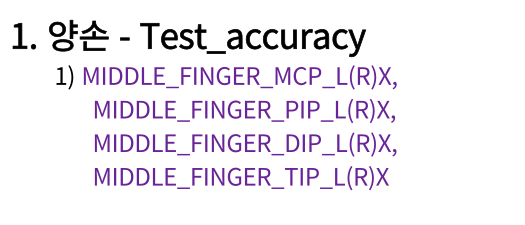 1. 양손 - Test_accuracy
1) MIDDLE_FINGER_MCP_L(R)X,
MIDDLE_FINGER_PIP_L(R)X,
MIDDLE_FINGER_DIP_L(R)X,
MIDDLE_FINGER_TIP_L(R)X